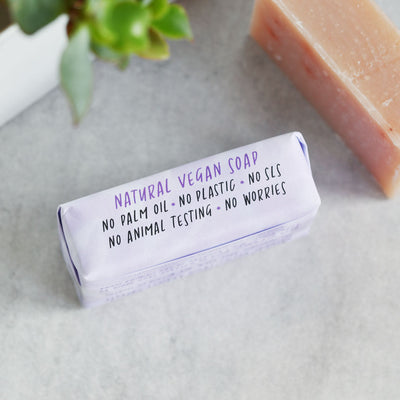 NATURAL VEGAN SOAP
NO PALM OIL • NO PLASTIC • NO SLS
NO ANIMAL TESTING • NO WORRIES